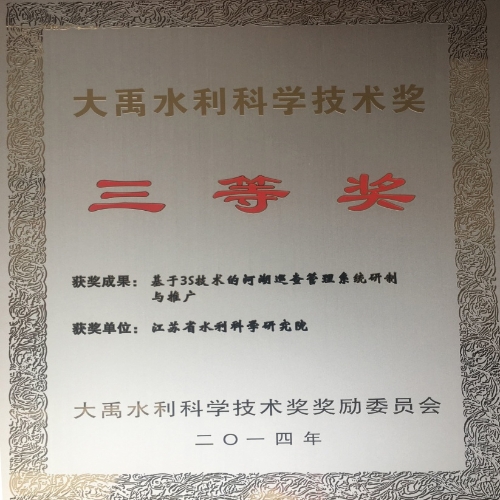 大禹水利科学技术奖
三等奖
获奖成果：基于3S技术的河湖巡查管理系统研制
与推广
获奖单位：江苏省水利科学研究院
大禹水利科学技术奖奖励委员会
二〇一四年